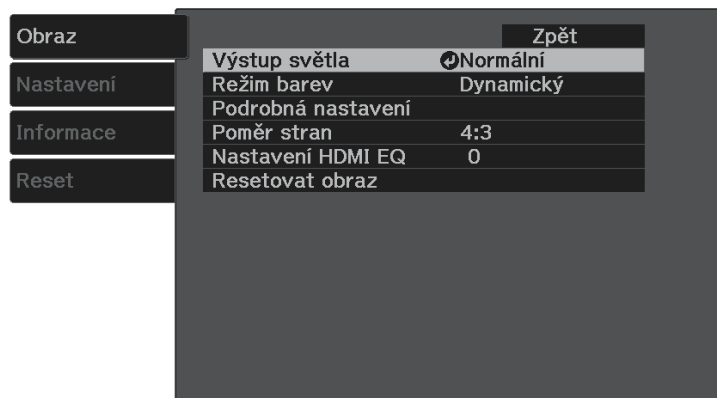 Obraz
Nastavení
Informace
Reset
Zpět
Výstup světla Normální
Režim barev Dynamický
Podrobná nastavení
Poměr stran 4:3
Nastavení HDMI EQ 0
Resetovat obraz